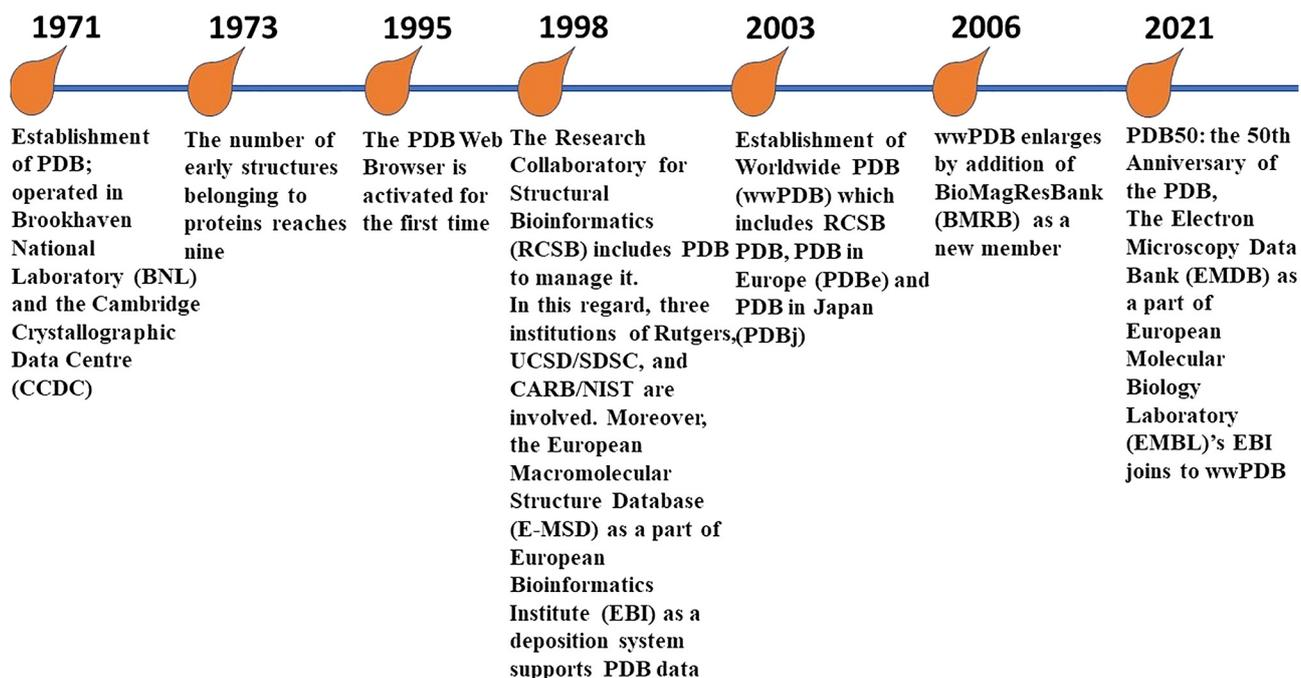 1971
Establishment
of PDB;
operated in
Brookhaven
National
Laboratory (BNL)
and the Cambridge
Crystallographic
Data Centre
(CCDC)
1973
The number of
early structures
belonging to
proteins reaches
nine
1995
The PDB Web
Browser is
activated for
the first time
1998
The Research
Collaboratory for
Structural
Bioinformatics
(RCSB) includes PDB
to manage it.
In this regard, three
institutions of Rutgers,
UCSD/SDSC, and
CARB/NIST are
involved. Moreover,
the European
Macromolecular
Structure Database
(E-MSD) as a part of
European
Bioinformatics
Institute (EBI) as a
deposition system
supports PDB data
2003
Establishment of
Worldwide PDB
(wwPDB) which
includes RCSB
PDB, PDB in
Europe (PDBe) and
PDB in Japan
(PDBj)
2006
wwPDB enlarges
by addition of
BioMagResBank
(BMRB) as a
new member
2021
PDB50: the 50th
Anniversary of
the PDB,
The Electron
Microscopy Data
Bank (EMDB) as
a part of
European
Molecular
Biology
Laboratory
(EMBL)’s EBI
joins to wwPDB